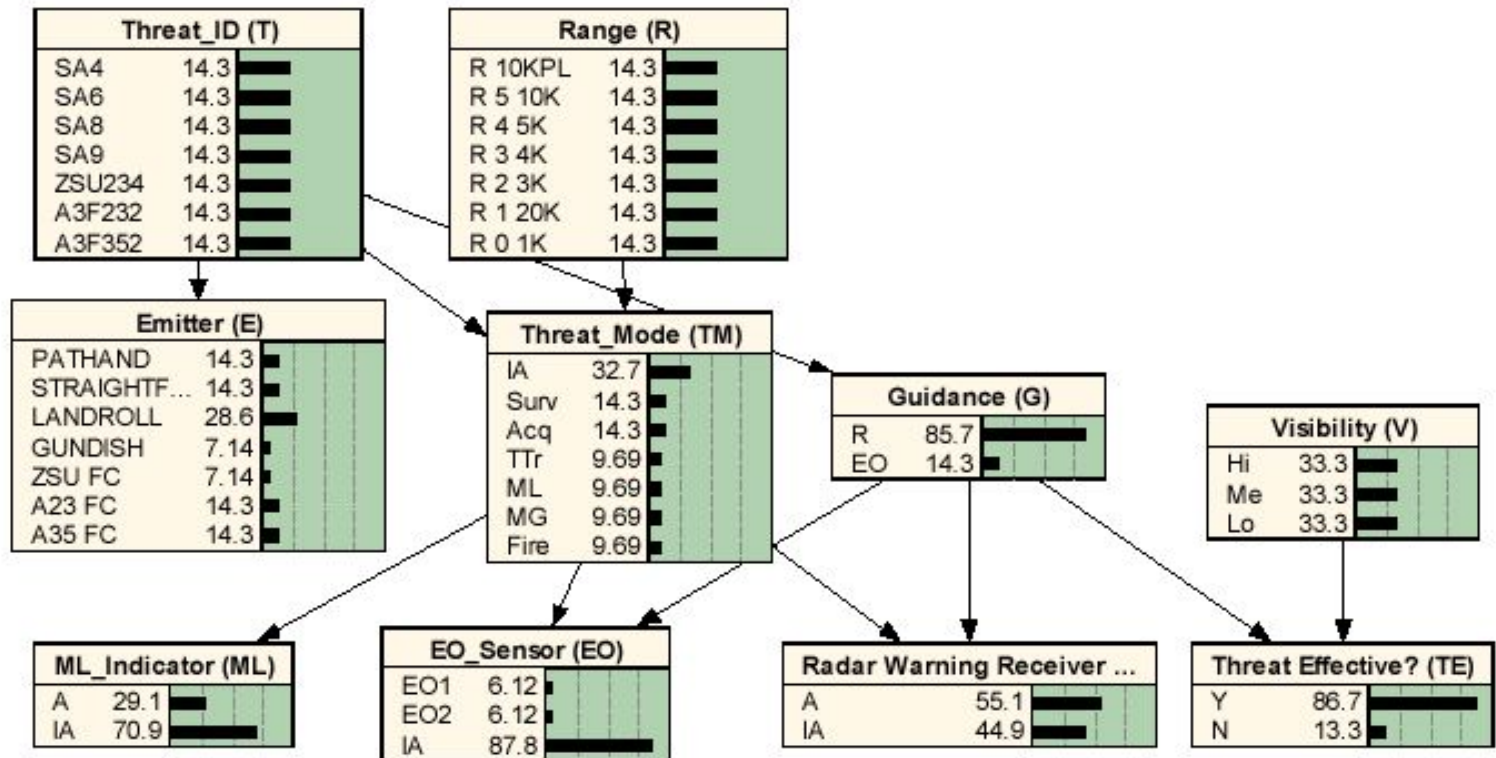 Threat_ID (T)
SA4 14.3
SA6 14.3
SA8 14.3
SA9 14.3
ZSU234 14.3
A3F232 14.3
A3F352 14.3
Range (R)
R 10KPL 14.3
R 5 10K 14.3
R 4 5K 14.3
R 3 4K 14.3
R 2 3K 14.3
R 1 20K 14.3
R 0 1K 14.3
Emitter (E)
PATHAND 14.3
STRAIGHTF... 14.3
LANDROLL 28.6
GUNDISH 7.14
ZSU FC 7.14
A23 FC 14.3
A35 FC 14.3
Threat_Mode (TM)
IA 32.7
Surv 14.3
Acq 14.3
TTr 9.69
ML 9.69
MG 9.69
Fire 9.69
Guidance (G)
R 85.7
EO 14.3
Visibility (V)
Hi 33.3
Me 33.3
Lo 33.3
ML_Indicator (ML)
A 29.1
IA 70.9
EO_Sensor (EO)
EO1 6.12
EO2 6.12
IA 87.8
Radar Warning Receiver ...
A 55.1
IA 44.9
Threat Effective? (TE)
Y 86.7
N 13.3